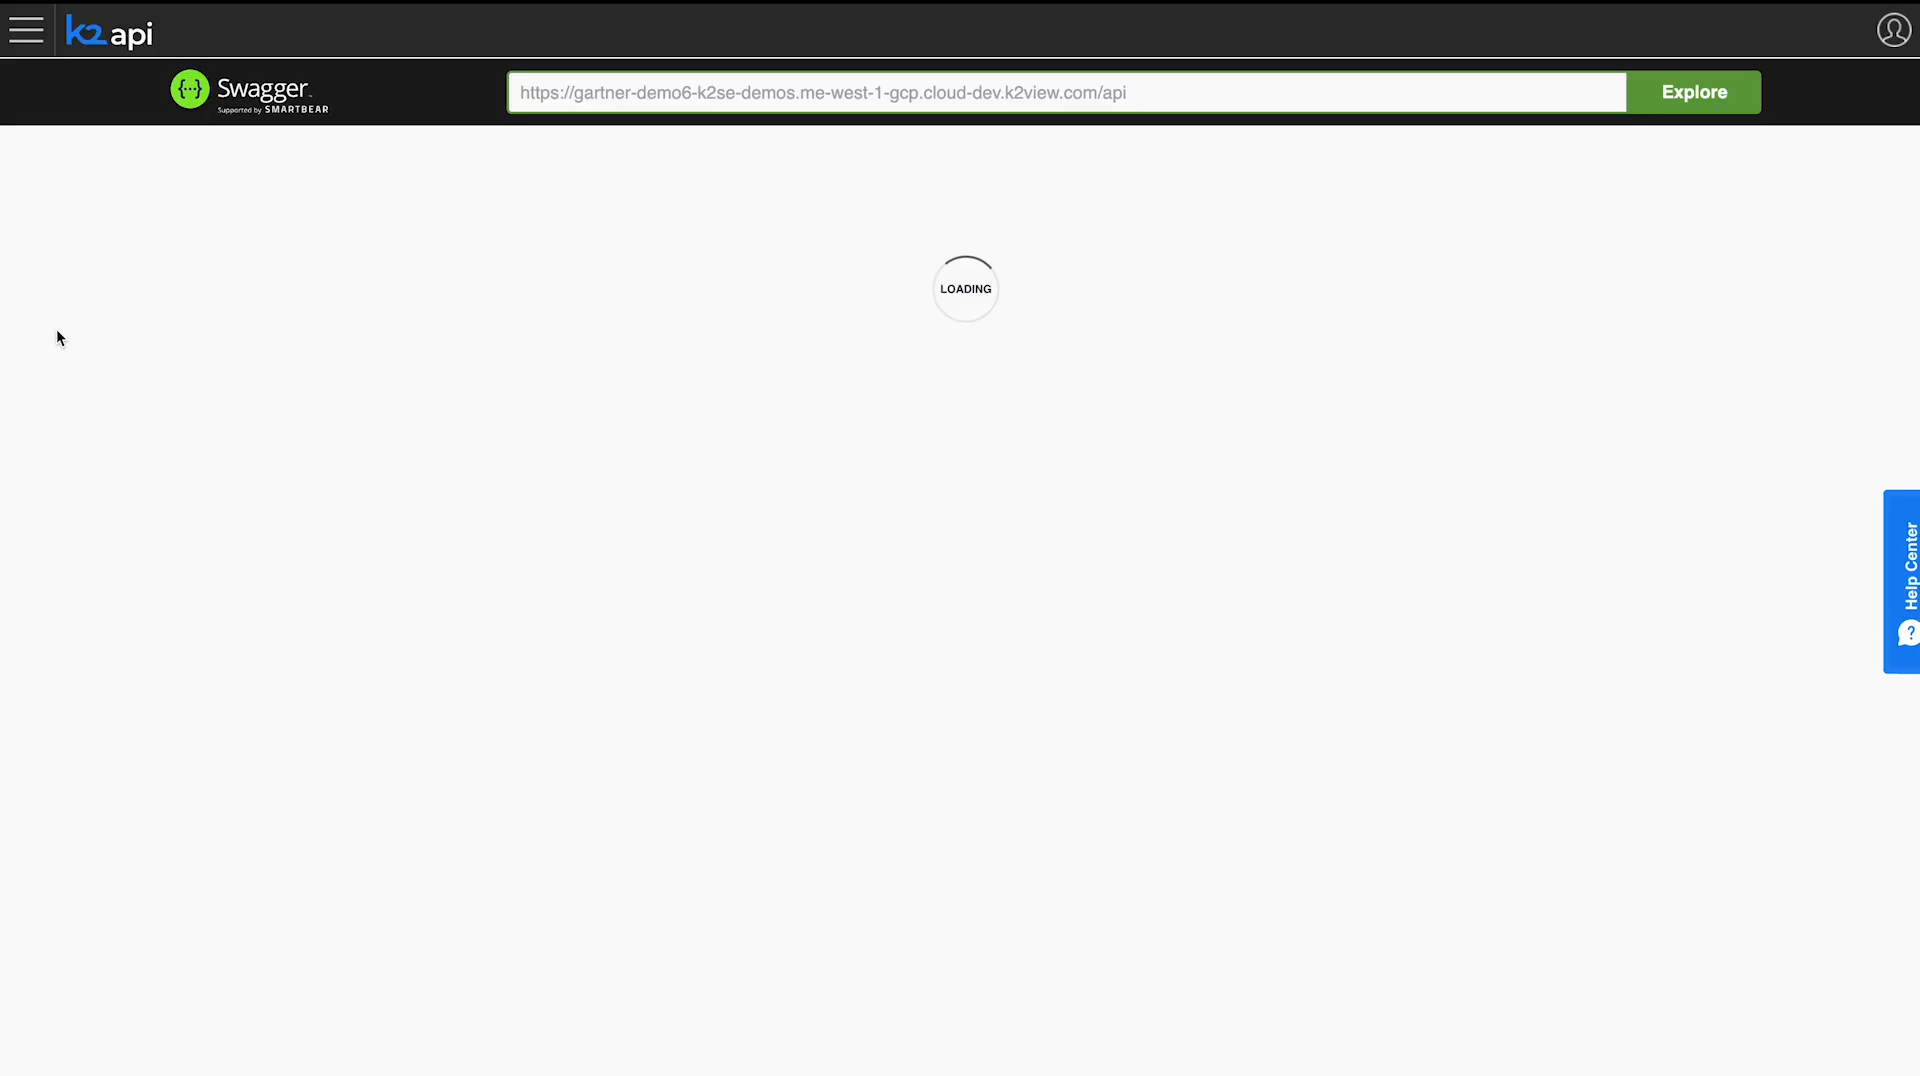 k2api
Swagger
Supported by SMARTBEAR
https://gartner-demo6-k2se-demos.me-west-1-gcp.cloud-dev.k2view.com/api
Explore
LOADING
Help Center